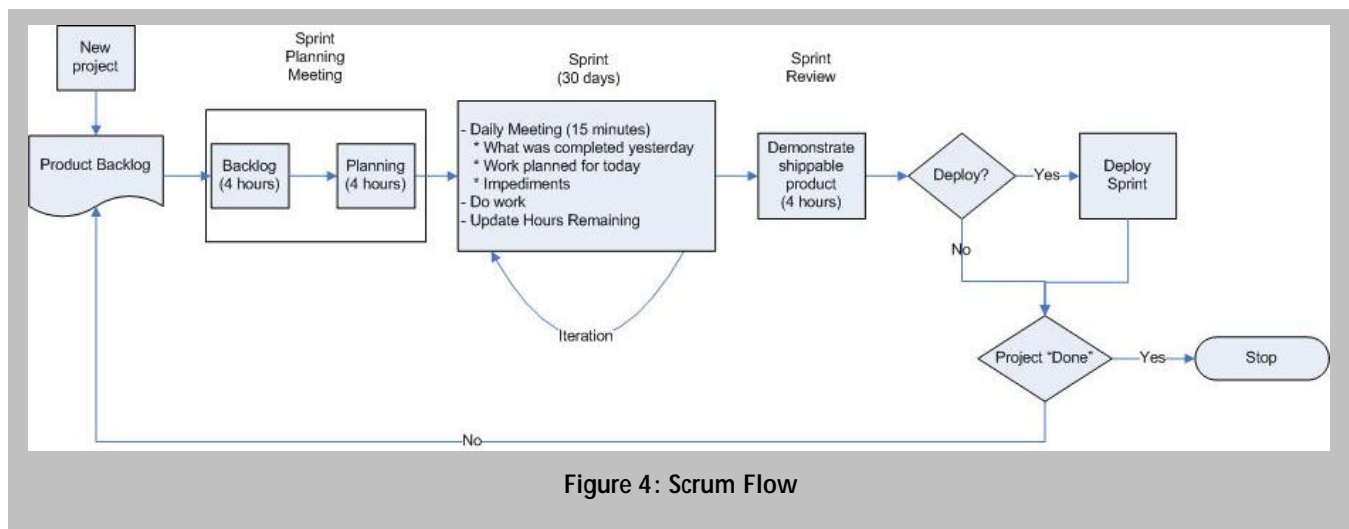 New
project
Product Backlog
Sprint
Planning
Meeting
Backlog
(4 hours)
Planning
(4 hours)
Sprint
(30 days)
- Daily Meeting (15 minutes)
* What was completed yesterday
* Work planned for today
* Impediments
- Do work
- Update Hours Remaining
Iteration
Sprint
Review
Demonstrate
shippable
product
(4 hours)
Deploy?
Yes
Deploy
Sprint
No
Project "Done"
Yes
Stop
No
Figure 4: Scrum Flow